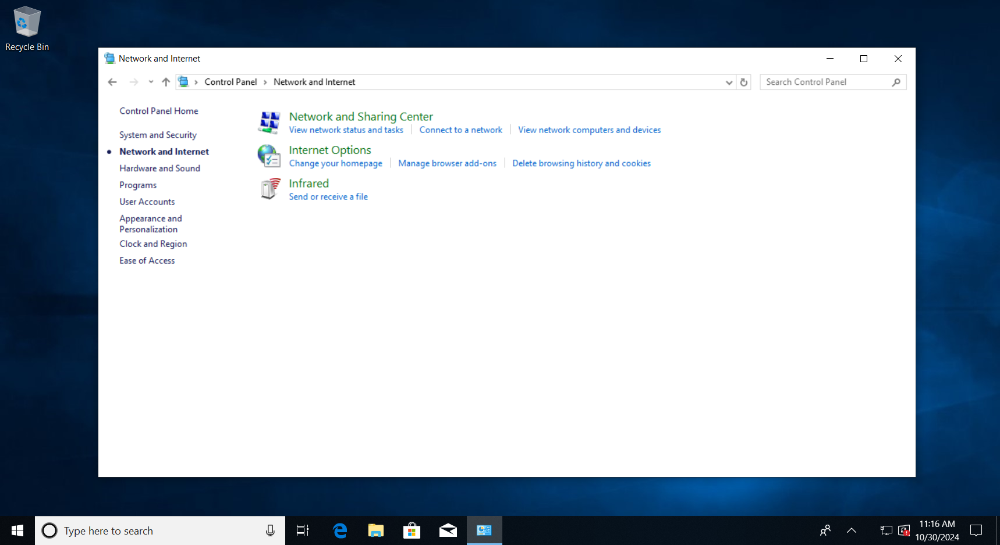 Recycle Bin
Network and Internet
Control Panel
Network and Internet
Search Control Panel
Control Panel Home
System and Security
Network and Internet
Hardware and Sound
Programs
User Accounts
Appearance and
Personalization
Clock and Region
Ease of Access
Network and Sharing Center
View network status and tasks
Connect to a network
View network computers and devices
Internet Options
Change your homepage
Manage browser add-ons
Delete browsing history and cookies
Infrared
Send or receive a file
Type here to search
11:16 AM
10/30/2024